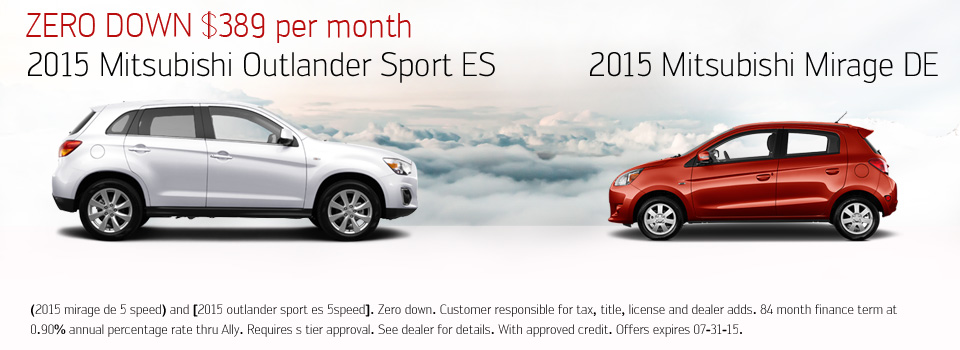 ZERO DOWN $389 per month
2015 Mitsubishi Outlander Sport ES
2015 Mitsubishi Mirage DE
(2015 mirage de 5 speed) and [2015 outlander sport es 5speed]. Zero down. Customer responsible for tax, title, license and dealer adds. 84 month finance term at
0.90% annual percentage rate thru Ally. Requires s tier approval. See dealer for details. With approved credit. Offers expires 07-31-15.